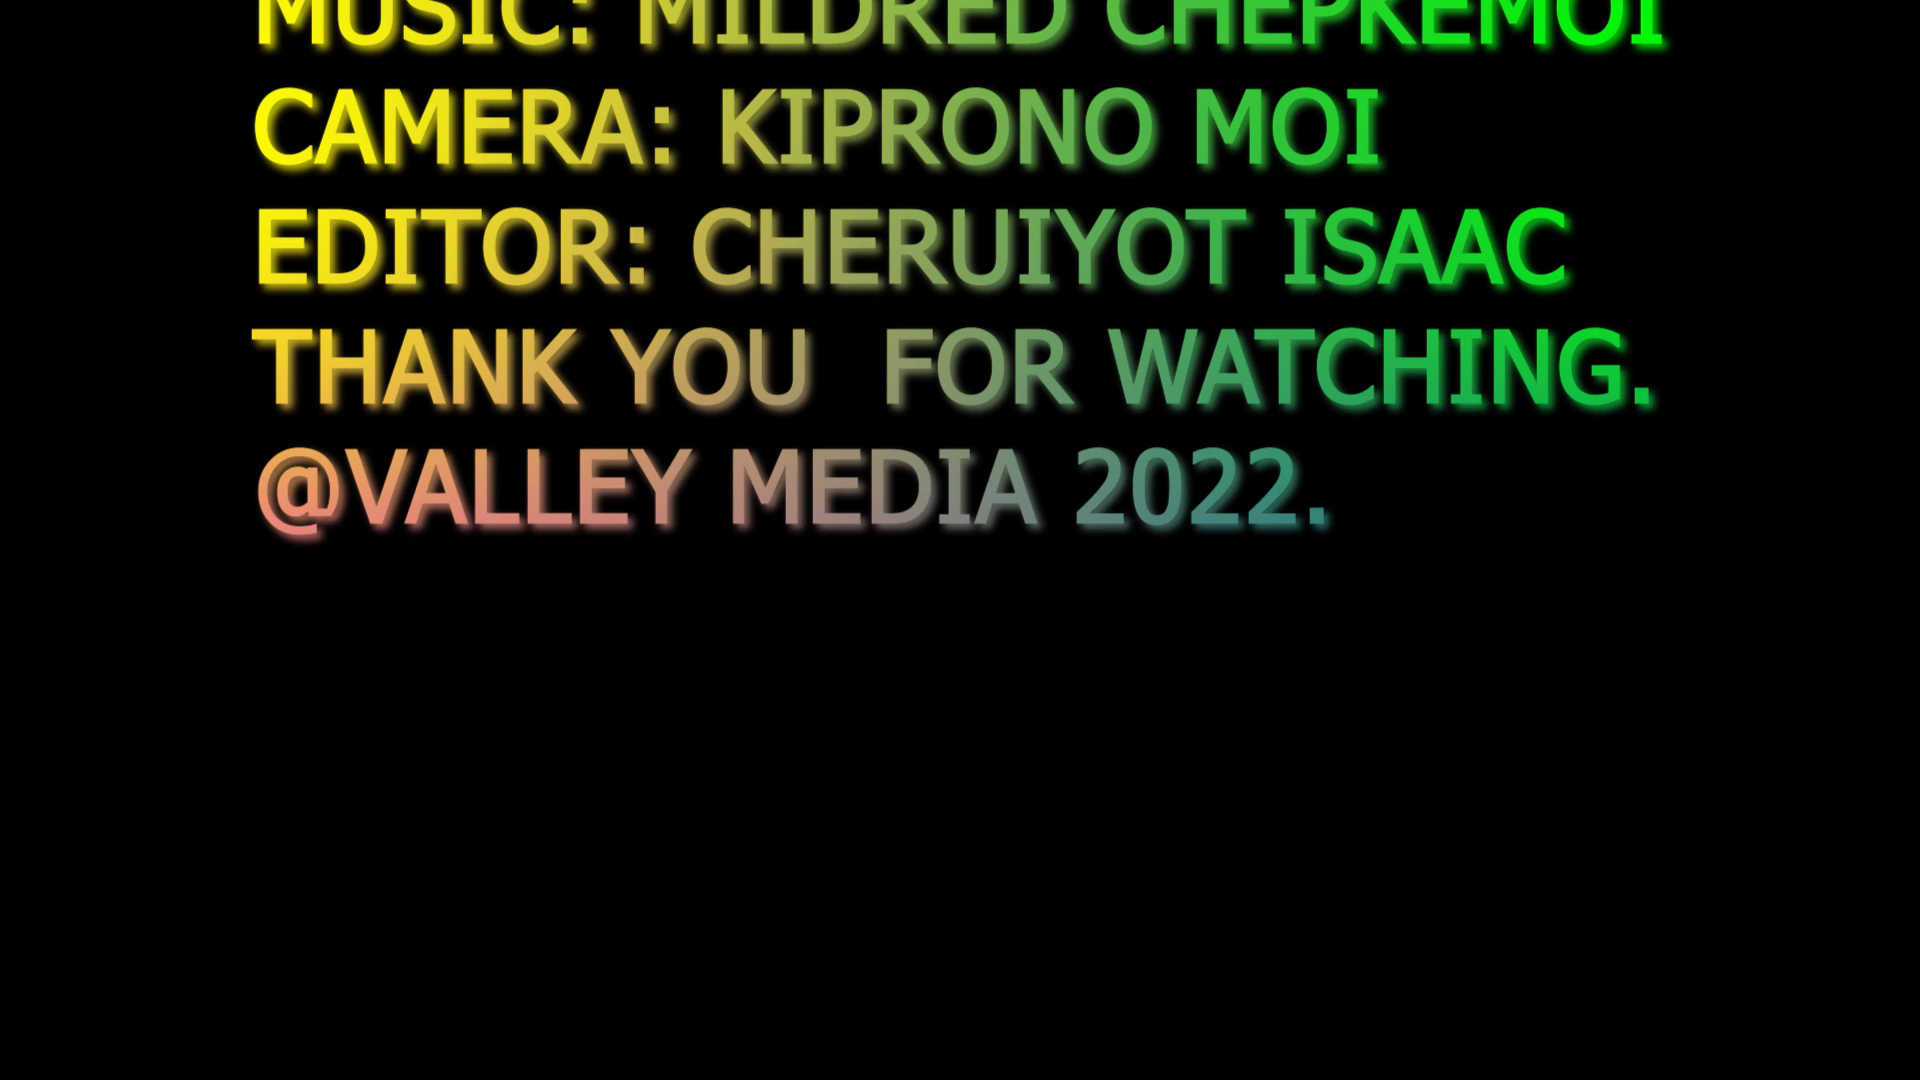 MUSIC: MILDRED CHEPKEMOI
CAMERA: KIPRONO MOI
EDITOR: CHERUIYOT ISAAC
THANK YOU  FOR WATCHING.
@VALLEY MEDIA 2022.